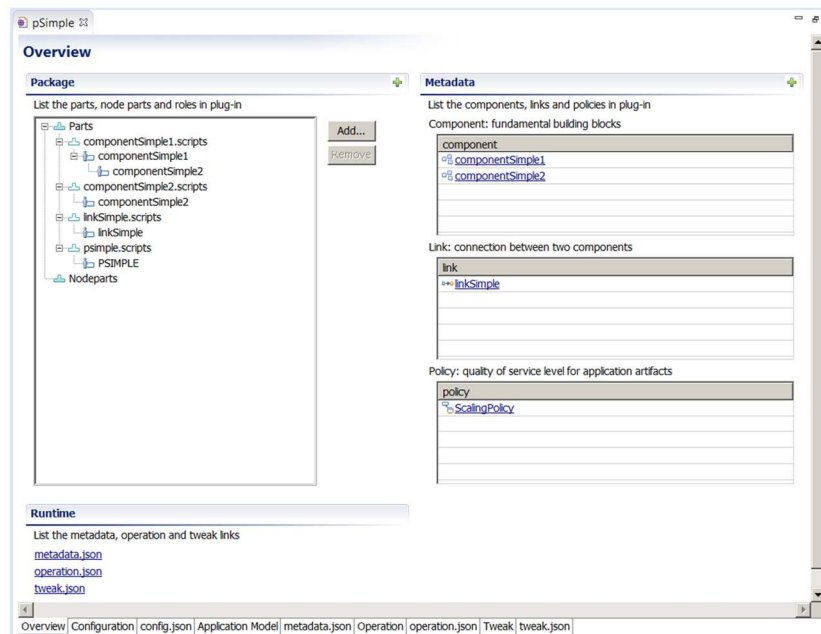 pSimple
Overview
Package
List the parts, node parts and roles in plug-in
Parts
componentSimple1.scripts
componentSimple1
componentSimple2
componentSimple2.scripts
componentSimple2
linkSimple.scripts
linkSimple
psimple.scripts
PSIMPLE
Nodeparts
Add...
Remove
Metadata
List the components, links and policies in plug-in
Component: fundamental building blocks
component
componentSimple1
componentSimple2
Link: connection between two components
link
linkSimple
Policy: quality of service level for application artifacts
policy
ScalingPolicy
Runtime
List the metadata, operation and tweak links
metadata.json
operation.json
tweak.json
Overview Configuration config.json Application Model metadata.json Operation operation.json Tweak tweak.json